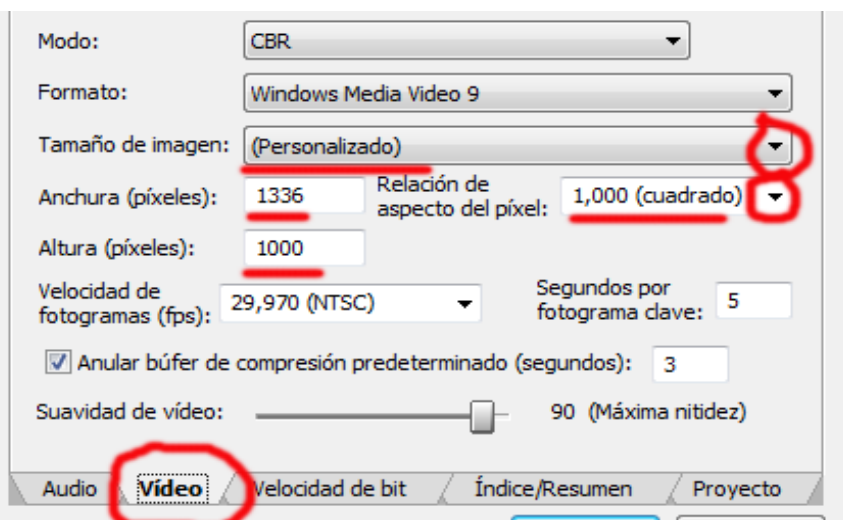 Modo: CBR
Formato: Windows Media Video 9
Tamaño de imagen: (Personalizado)
Anchura (píxeles): 1336 Relación de aspecto del píxel: 1,000 (cuadrado)
Altura (píxeles): 1000
Velocidad de fotogramas (fps): 29,970 (NTSC) Segundos por fotograma clave: 5
Anular búfer de compresión predeterminado (segundos): 3
Suavidad de vídeo: 90 (Máxima nitidez)
Audio Vídeo Velocidad de bit Índice/Resumen Proyecto